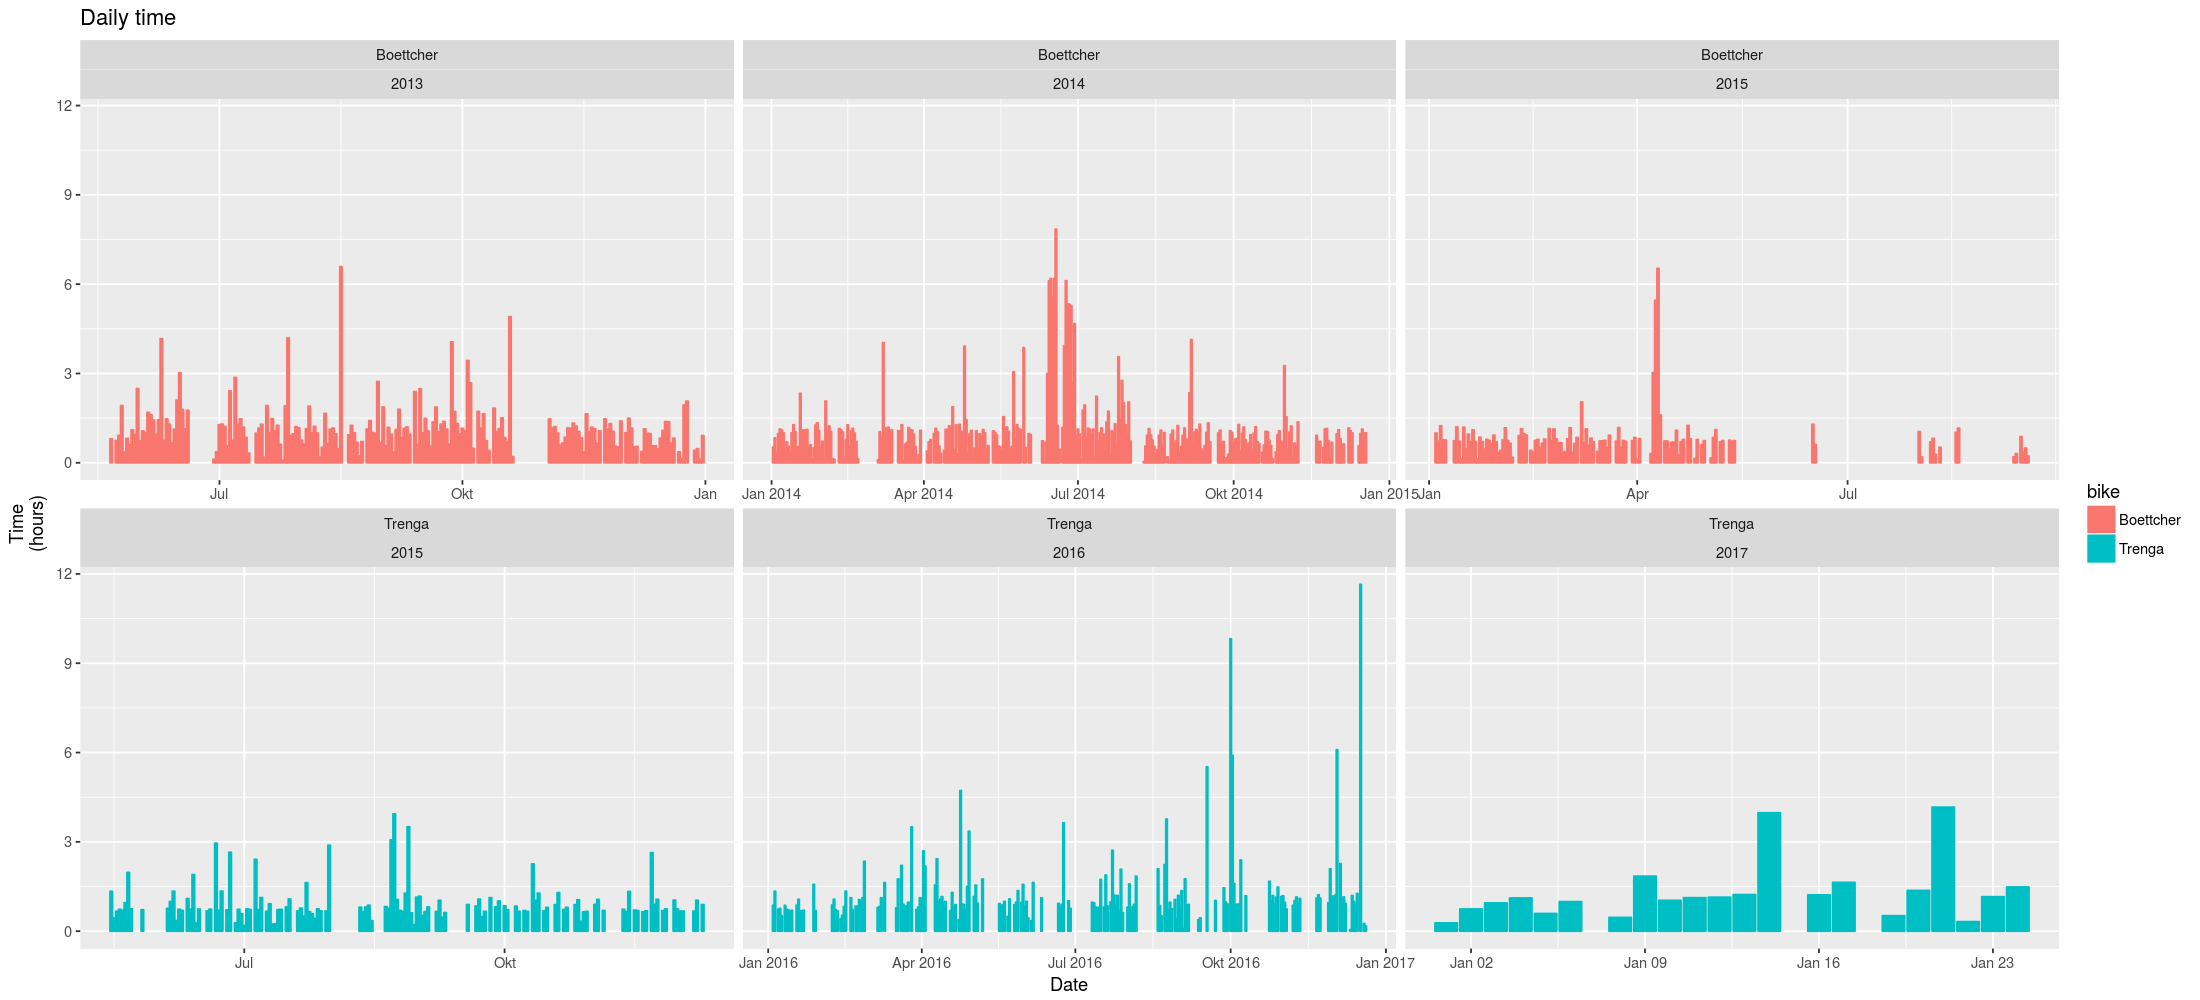 Daily time
Boettcher
2013
Boettcher
2014
Boettcher
2015
12
9
6
3
0
Jul
Okt
Jan
Jan 2014
Apr 2014
Jul 2014
Okt 2014
Jan 2015
Jan
Apr
Jul
Trenga
2015
Trenga
2016
Trenga
2017
12
9
6
3
0
Jul
Okt
Jan 2016
Apr 2016
Jul 2016
Okt 2016
Jan 2017
Jan 02
Jan 09
Jan 16
Jan 23
Date
Time
(hours)
bike
Boettcher
Trenga